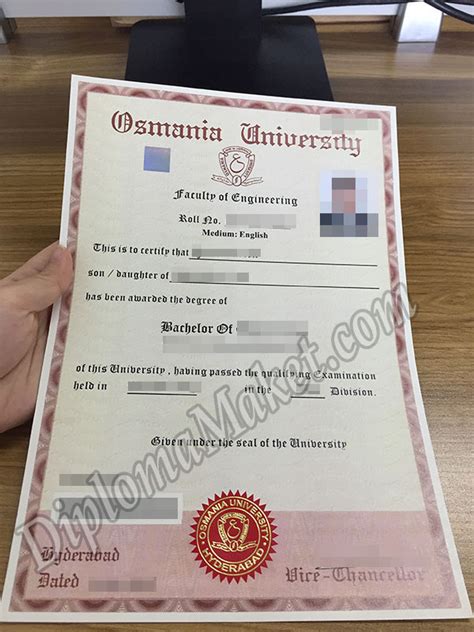 Osmania University
Faculty of Engineering
Roll No.
Medium: English
This is to certify that
son / daughter of
has been awarded the degree of
Bachelor Of
of this University, having passed the qualifying Examination
held in in the Division.
Given under the seal of the University
OSMANIA UNIVERSITY
HYDERABAD
Hyderabad
Dated
Vice-Chancellor
DiplomaMaket.com